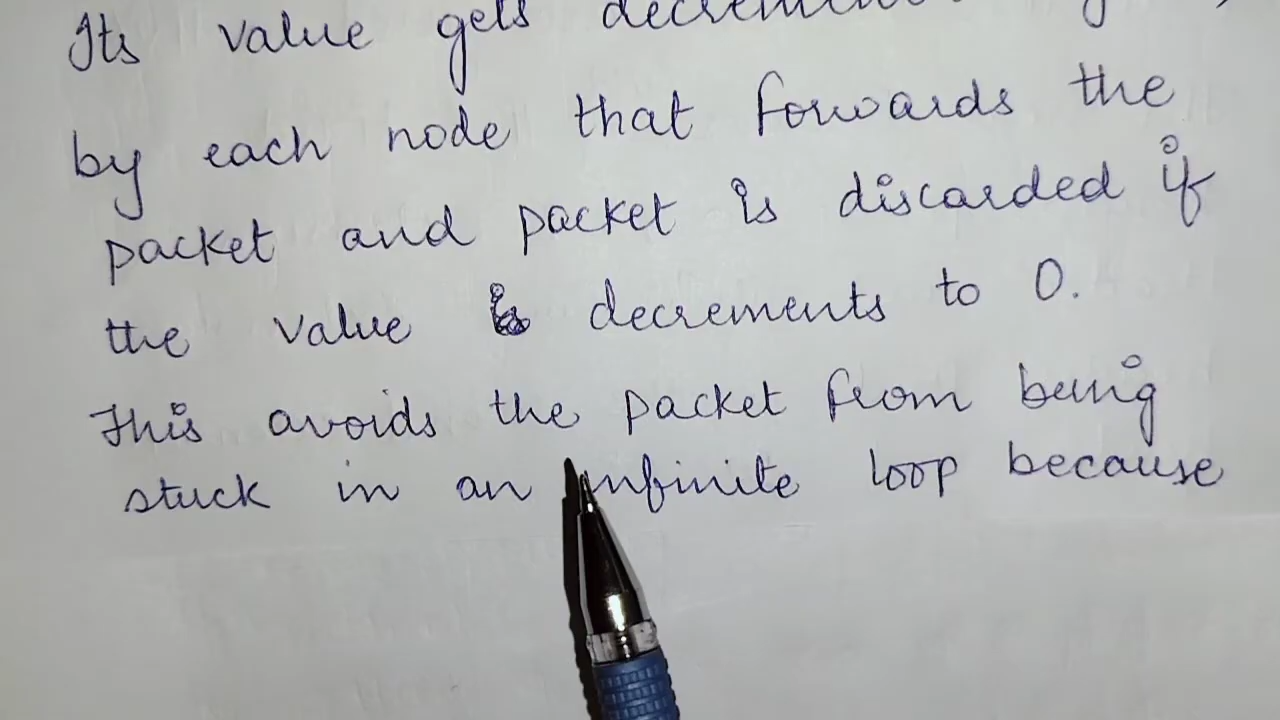 Its value gets
by each node that forwards the
packet and packet is discarded if
the value decrements to 0.
This avoids the packet from being
stuck in an infinite loop because